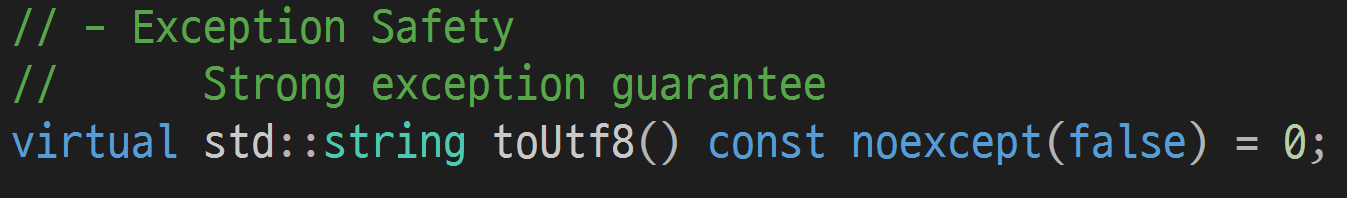 // - Exception Safety
//      Strong exception guarantee
virtual std::string toUtf8() const noexcept(false) = 0;